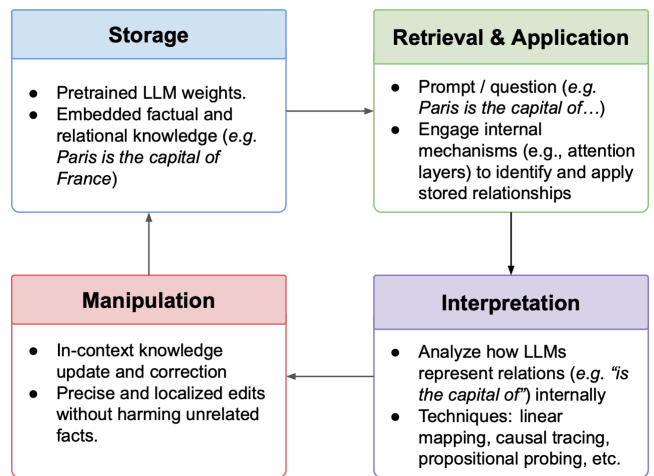 Storage
● Pretrained LLM weights.
● Embedded factual and
relational knowledge (e.g.
Paris is the capital of
France)
Retrieval & Application
● Prompt / question (e.g.
Paris is the capital of…)
● Engage internal
mechanisms (e.g., attention
layers) to identify and apply
stored relationships
Manipulation
● In-context knowledge
update and correction
● Precise and localized edits
without harming unrelated
facts.
Interpretation
● Analyze how LLMs
represent relations (e.g. “is
the capital of”) internally
● Techniques: linear
mapping, causal tracing,
propositional probing, etc.